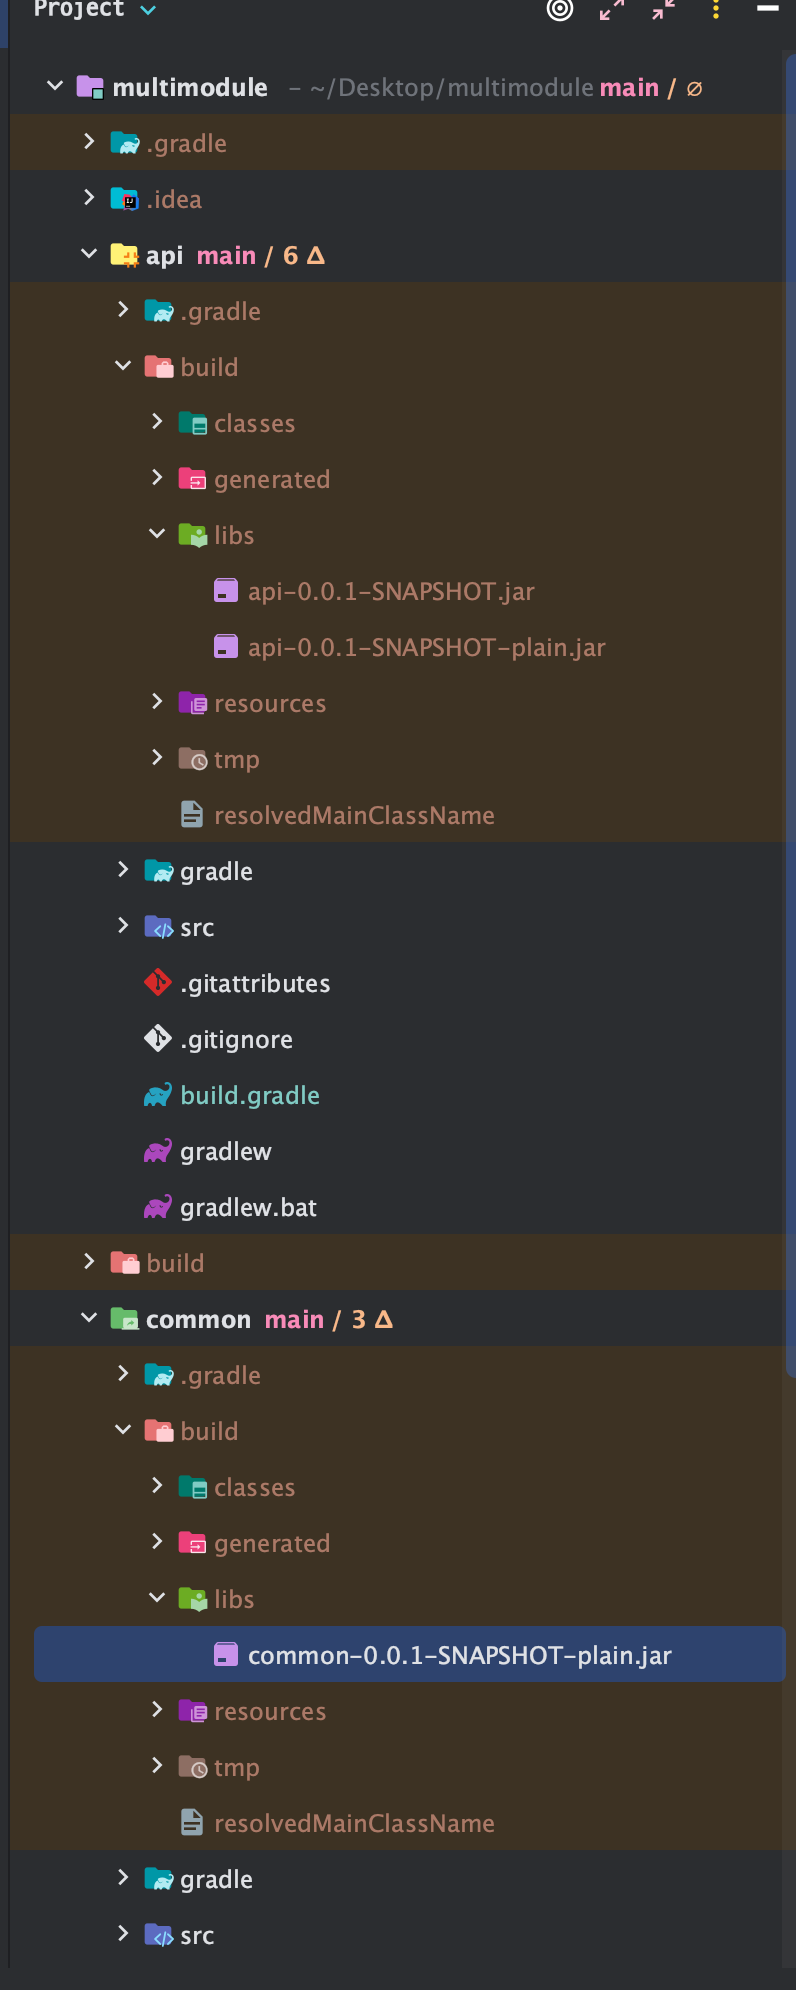 Project
multimodule – ~/Desktop/multimodule main / ∅
.gradle
.idea
api main / 6 Δ
.gradle
build
classes
generated
libs
api-0.0.1-SNAPSHOT.jar
api-0.0.1-SNAPSHOT-plain.jar
resources
tmp
resolvedMainClassName
gradle
src
.gitattributes
.gitignore
build.gradle
gradlew
gradlew.bat
build
common main / 3 Δ
.gradle
build
classes
generated
libs
common-0.0.1-SNAPSHOT-plain.jar
resources
tmp
resolvedMainClassName
gradle
src